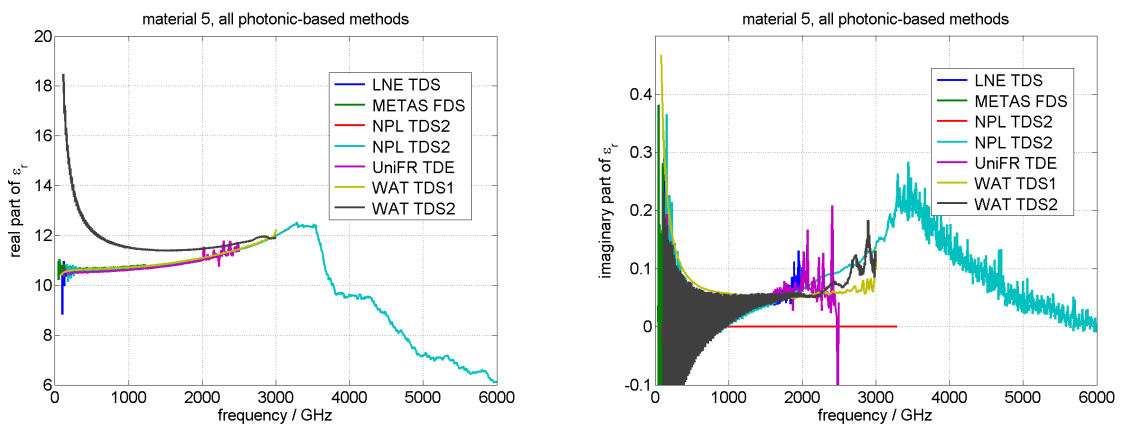 material 5, all photonic-based methods
20
18
16
14
12
10
8
6
real part of εr
LNE TDS
METAS FDS
NPL TDS2
NPL TDS2
UniFR TDE
WAT TDS1
WAT TDS2
0 1000 2000 3000 4000 5000 6000
frequency / GHz
material 5, all photonic-based methods
0.4
0.3
0.2
0.1
0
-0.1
imaginary part of εr
LNE TDS
METAS FDS
NPL TDS2
NPL TDS2
UniFR TDE
WAT TDS1
WAT TDS2
0 1000 2000 3000 4000 5000 6000
frequency / GHz